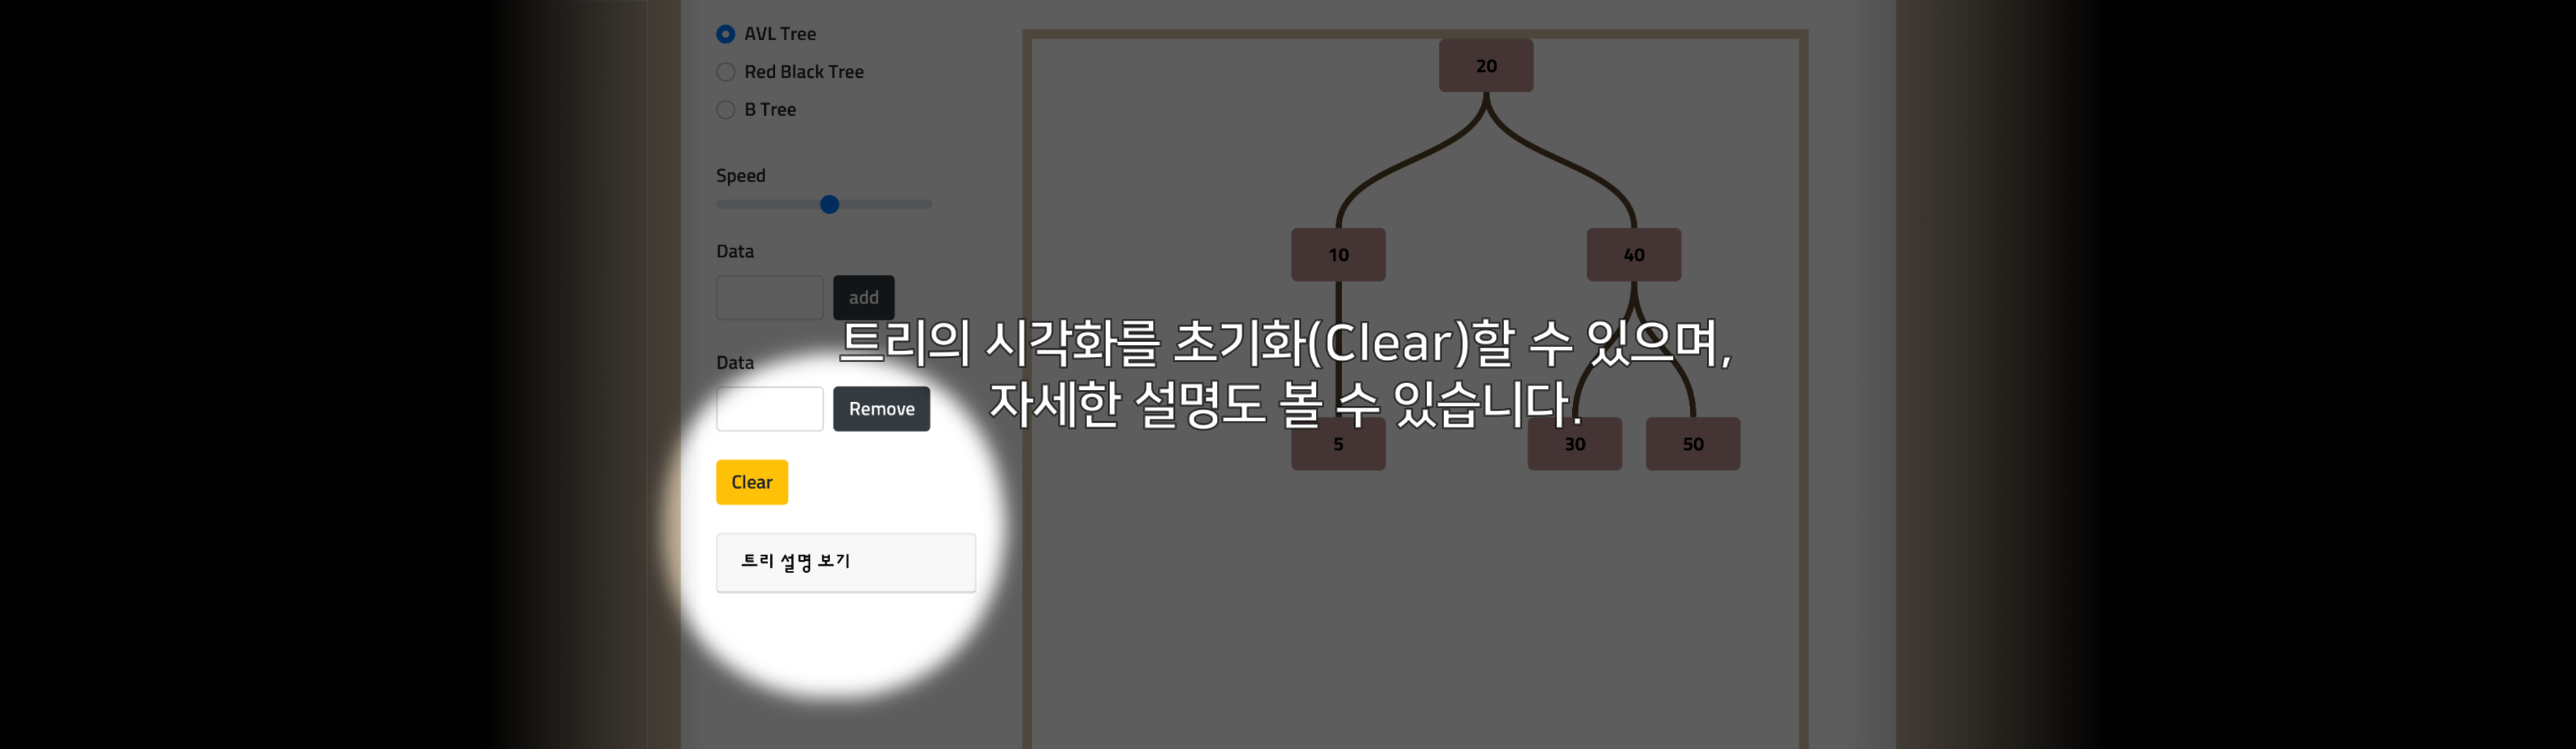 AVL Tree
Red Black Tree
B Tree
Speed
Data
add
Data
Remove
Clear
트리 설명 보기
20
10
40
5
30
50
트리의 시각화를 초기화(Clear)할 수 있으며,
자세한 설명도 볼 수 있습니다.